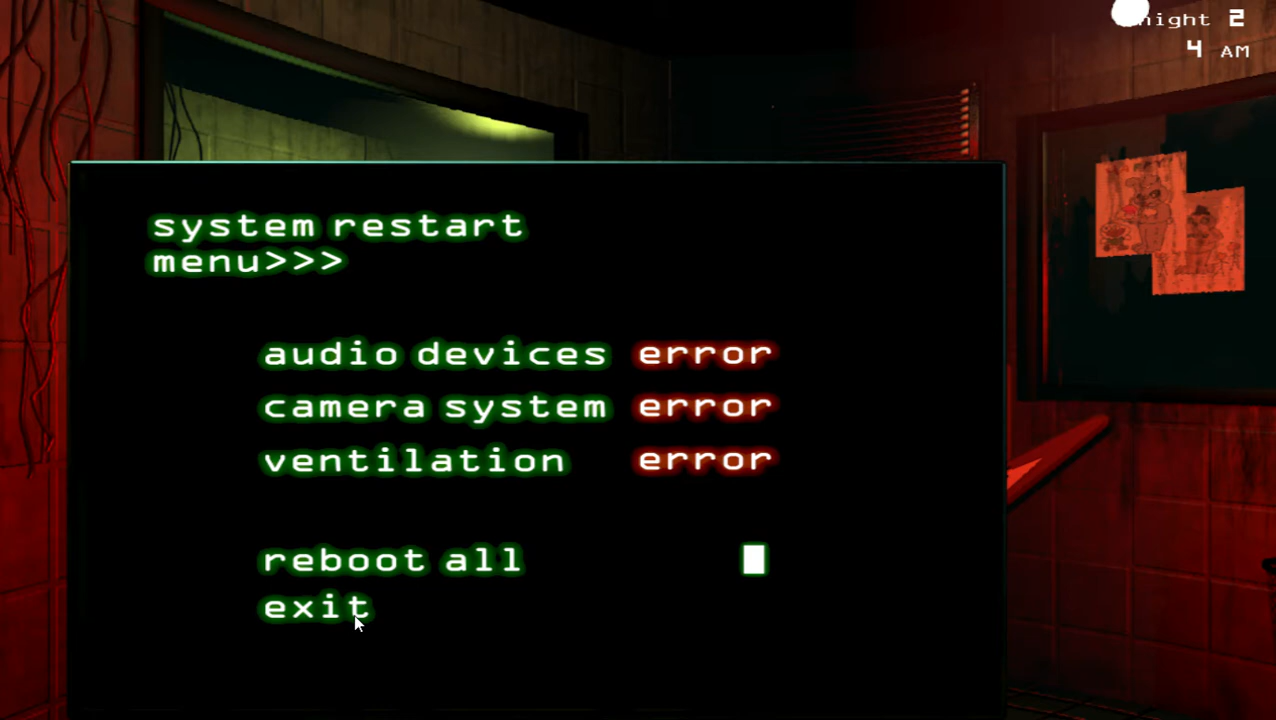 night 2
4 AM
system restart
menu>>>
audio devices error
camera system error
ventilation error
reboot all
exit